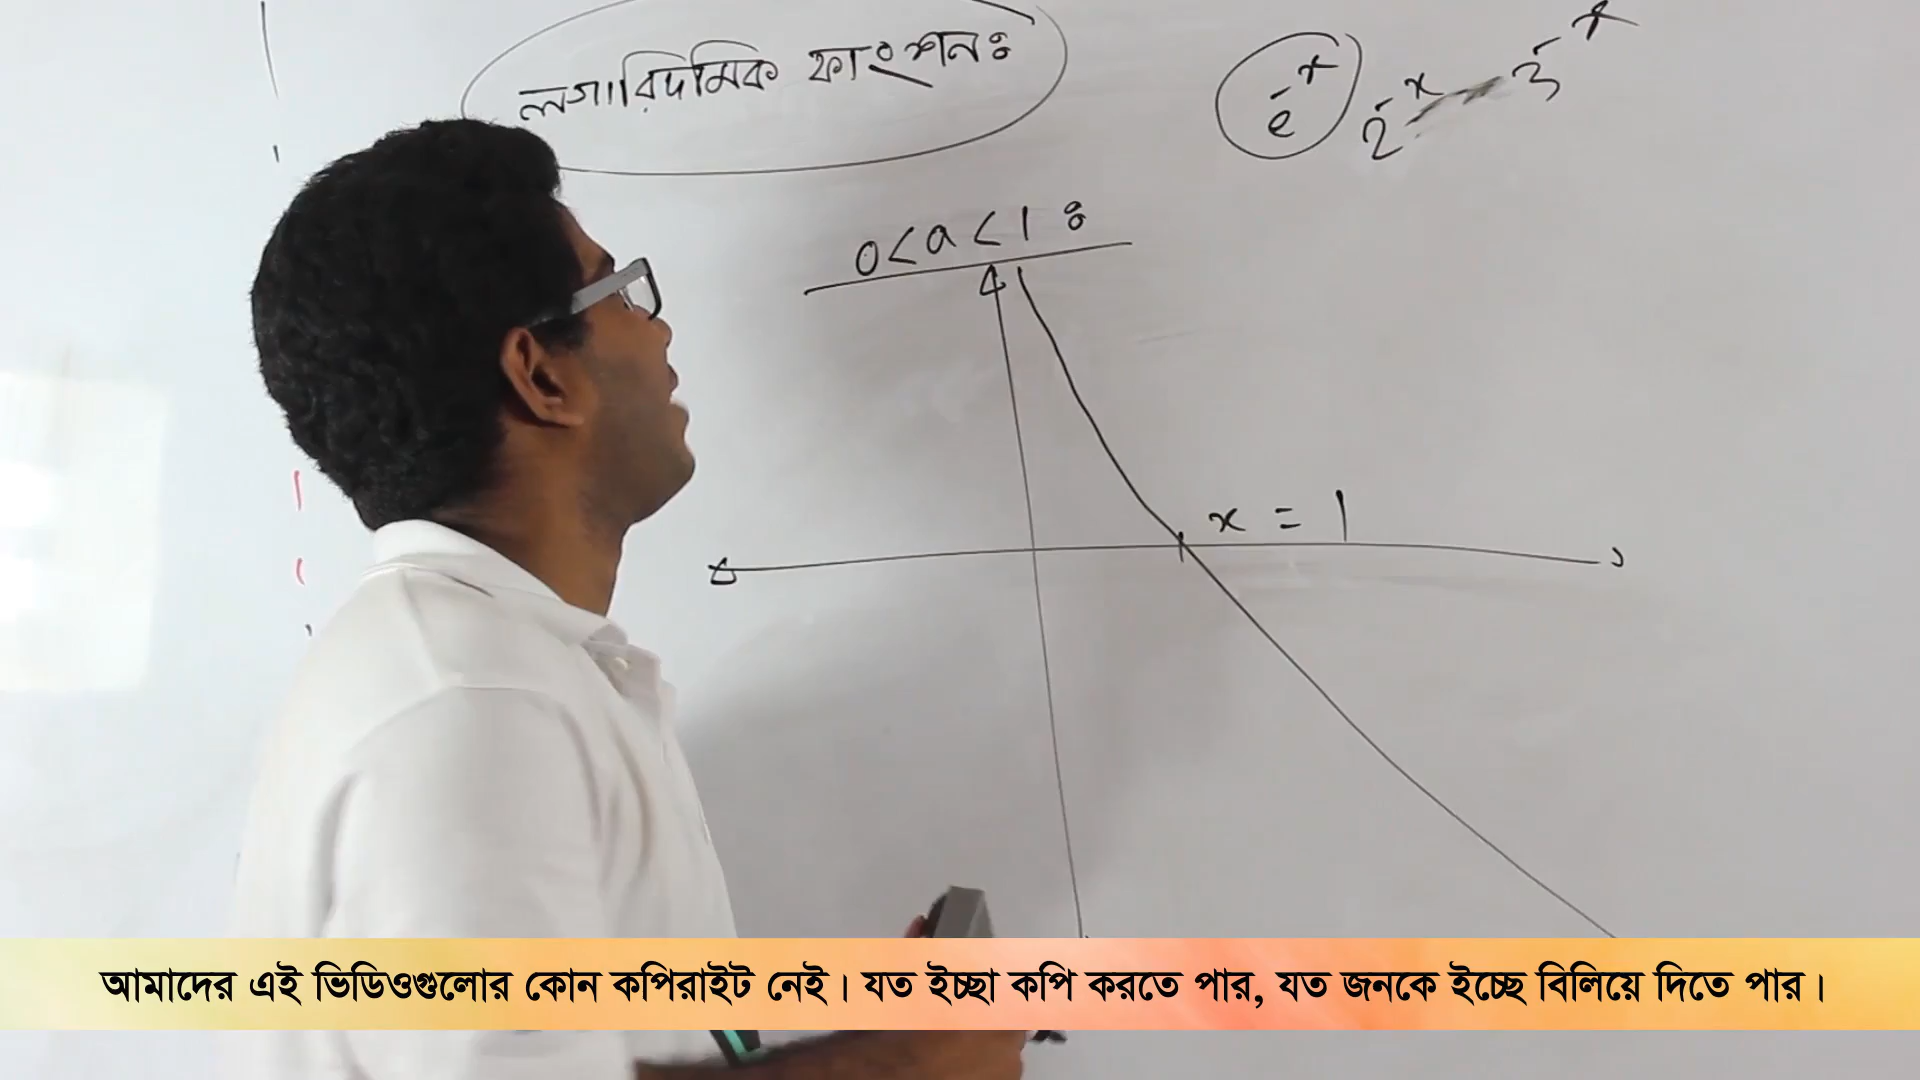 লগারিদমিক ফাংশনঃ
e^x 2^x 3^x
0<a<1 :
x = 1
আমাদের এই ভিডিওগুলোর কোন কপিরাইট নেই। যত ইচ্ছা কপি করতে পার, যত জনকে ইচ্ছে বিলিয়ে দিতে পার।